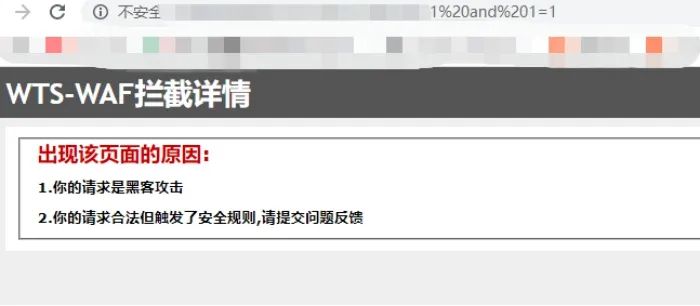 不安全
1%20and%201=1
WTS-WAF拦截详情
出现该页面的原因:
1.你的请求是黑客攻击
2.你的请求合法但触发了安全规则,请提交问题反馈